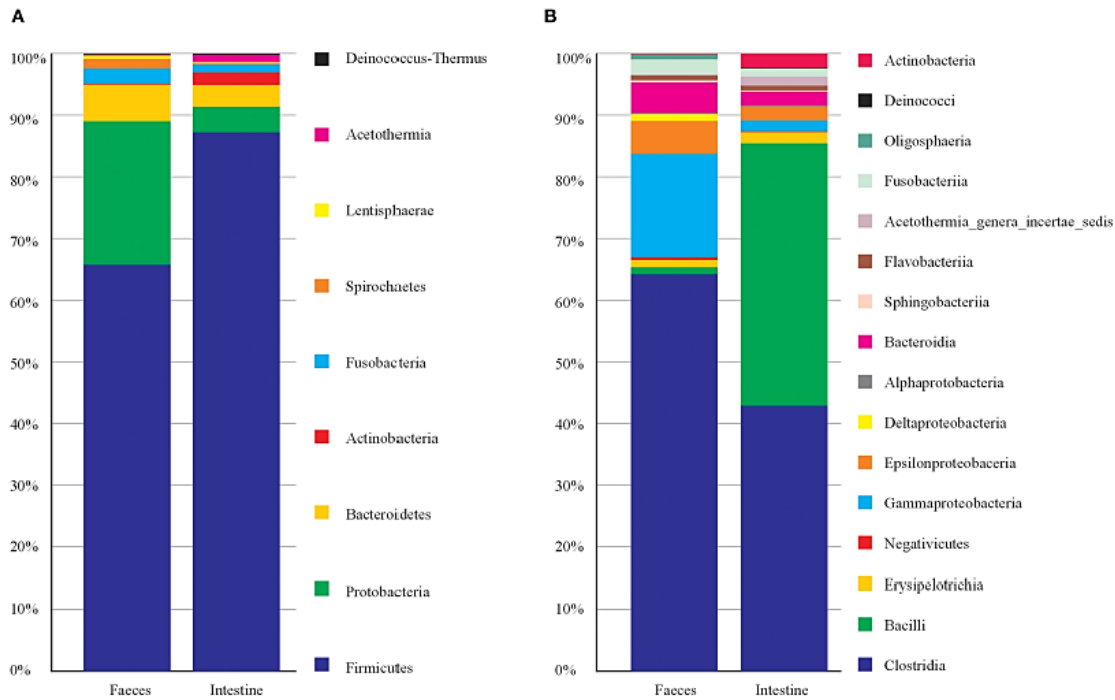 A
100%
90%
80%
70%
60%
50%
40%
30%
20%
10%
0%
Faeces Intestine
Deinococcus-Thermus
Acetothermia
Lentisphaerae
Spirochaetes
Fusobacteria
Actinobacteria
Bacteroidetes
Protobacteria
Firmicutes
B
100%
90%
80%
70%
60%
50%
40%
30%
20%
10%
0%
Faeces Intestine
Actinobacteria
Deinococci
Oligosphaeria
Fusobacteriia
Acetothermia_genera_incertae_sedis
Flavobacteriia
Sphingobacteriia
Bacteroidia
Alphaprotobacteria
Deltaproteobacteria
Epsilonproteobaceria
Gammaproteobacteria
Negativicutes
Erysipelotrichia
Bacilli
Clostridia